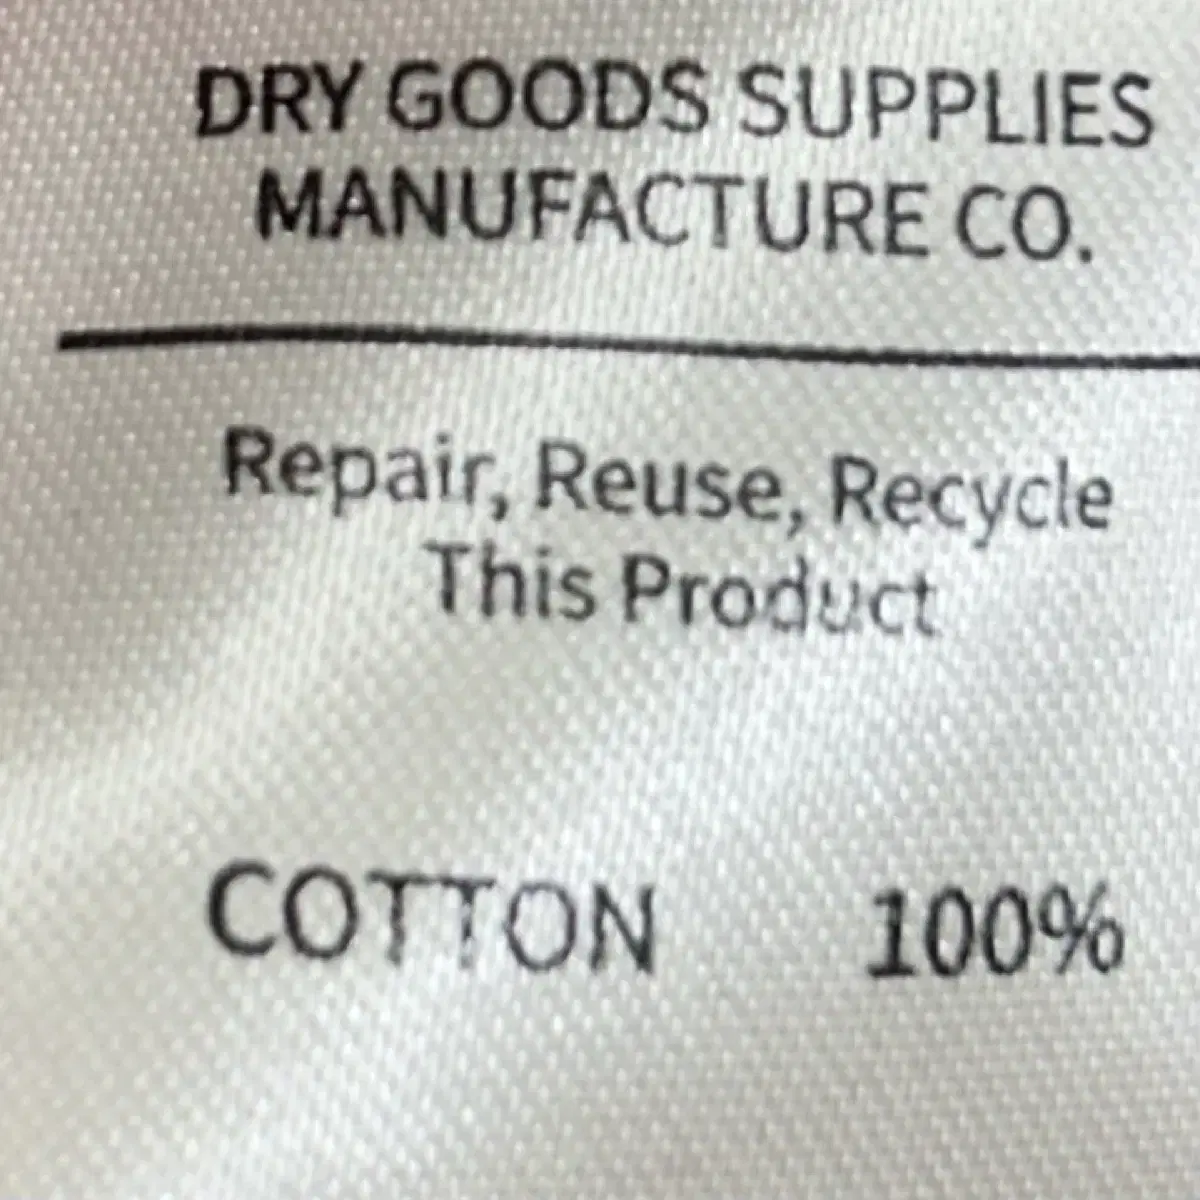 DRY GOODS SUPPLIES
MANUFACTURE CO.
Repair, Reuse, Recycle
This Product
COTTON 100%